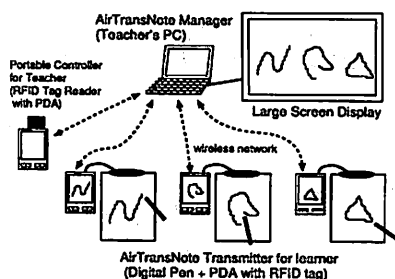 AirTransNote Manager
(Teacher's PC)
Portable Controller
for Teacher
(RFID Tag Reader
with PDA)
Large Screen Display
wireless network
AirTransNote Transmitter for learner
(Digital Pen + PDA with RFID tag)